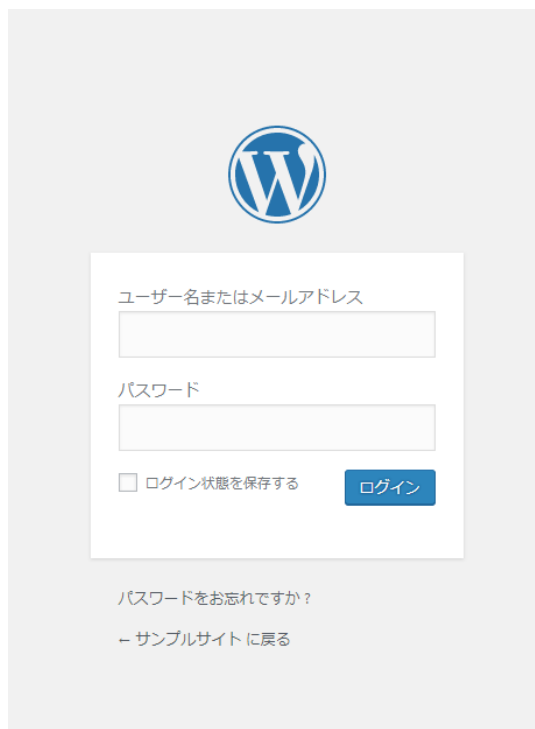 ユーザー名またはメールアドレス
パスワード
ログイン状態を保存する
ログイン
パスワードをお忘れですか ?
← サンプルサイト に戻る